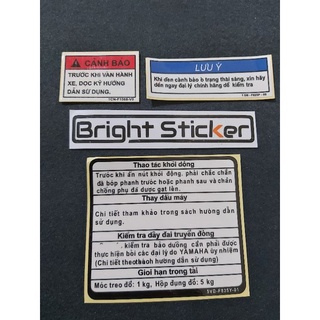 CẢNH BÁO
TRƯỚC KHI VẬN HÀNH
XE, ĐỌC KỸ HƯỚNG
DẪN SỬ DỤNG.
LƯU Ý
Khi đèn cảnh báo ở trạng thái sáng, xin hãy
đến ngay đại lý chính hãng để kiểm tra
Bright Sticker
Thao tác khởi động
Trước khi ấn nút khởi động, phải chắc chắn
đã bóp phanh trước hoặc phanh sau và chân
chống phụ đã được gạt lên.
Thay dầu máy
Chi tiết tham khảo trong sách hướng dẫn
sử dụng.
Kiểm tra dây đai truyền động
kiểm tra bảo dưỡng cần phải được
thực hiện bởi các đại lý do YAMAHA ủy nhiệm
(Chi tiết theo sách hướng dẫn sử dụng)
Giới hạn trọng tải
Móc treo đồ: 1 kg, Hộp đựng đồ: 5 kg